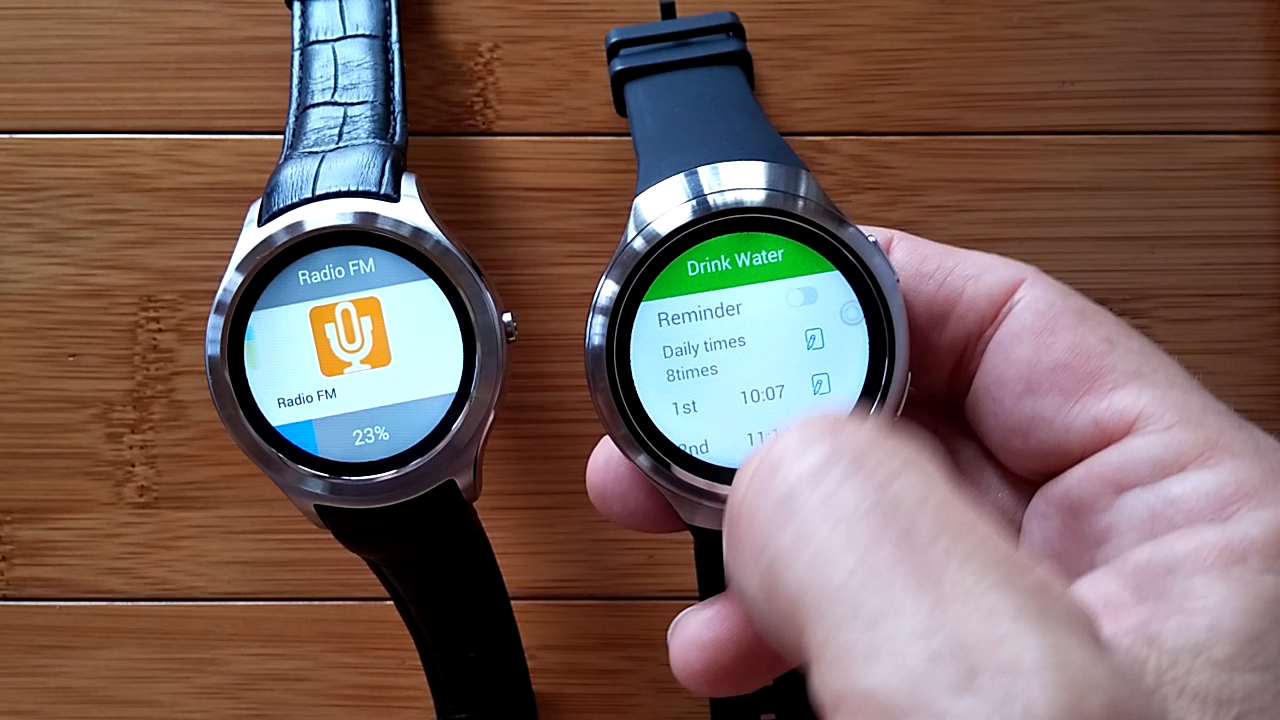 Radio FM
Radio FM
23%
Drink Water
Reminder
Daily times
8times
1st 10:07